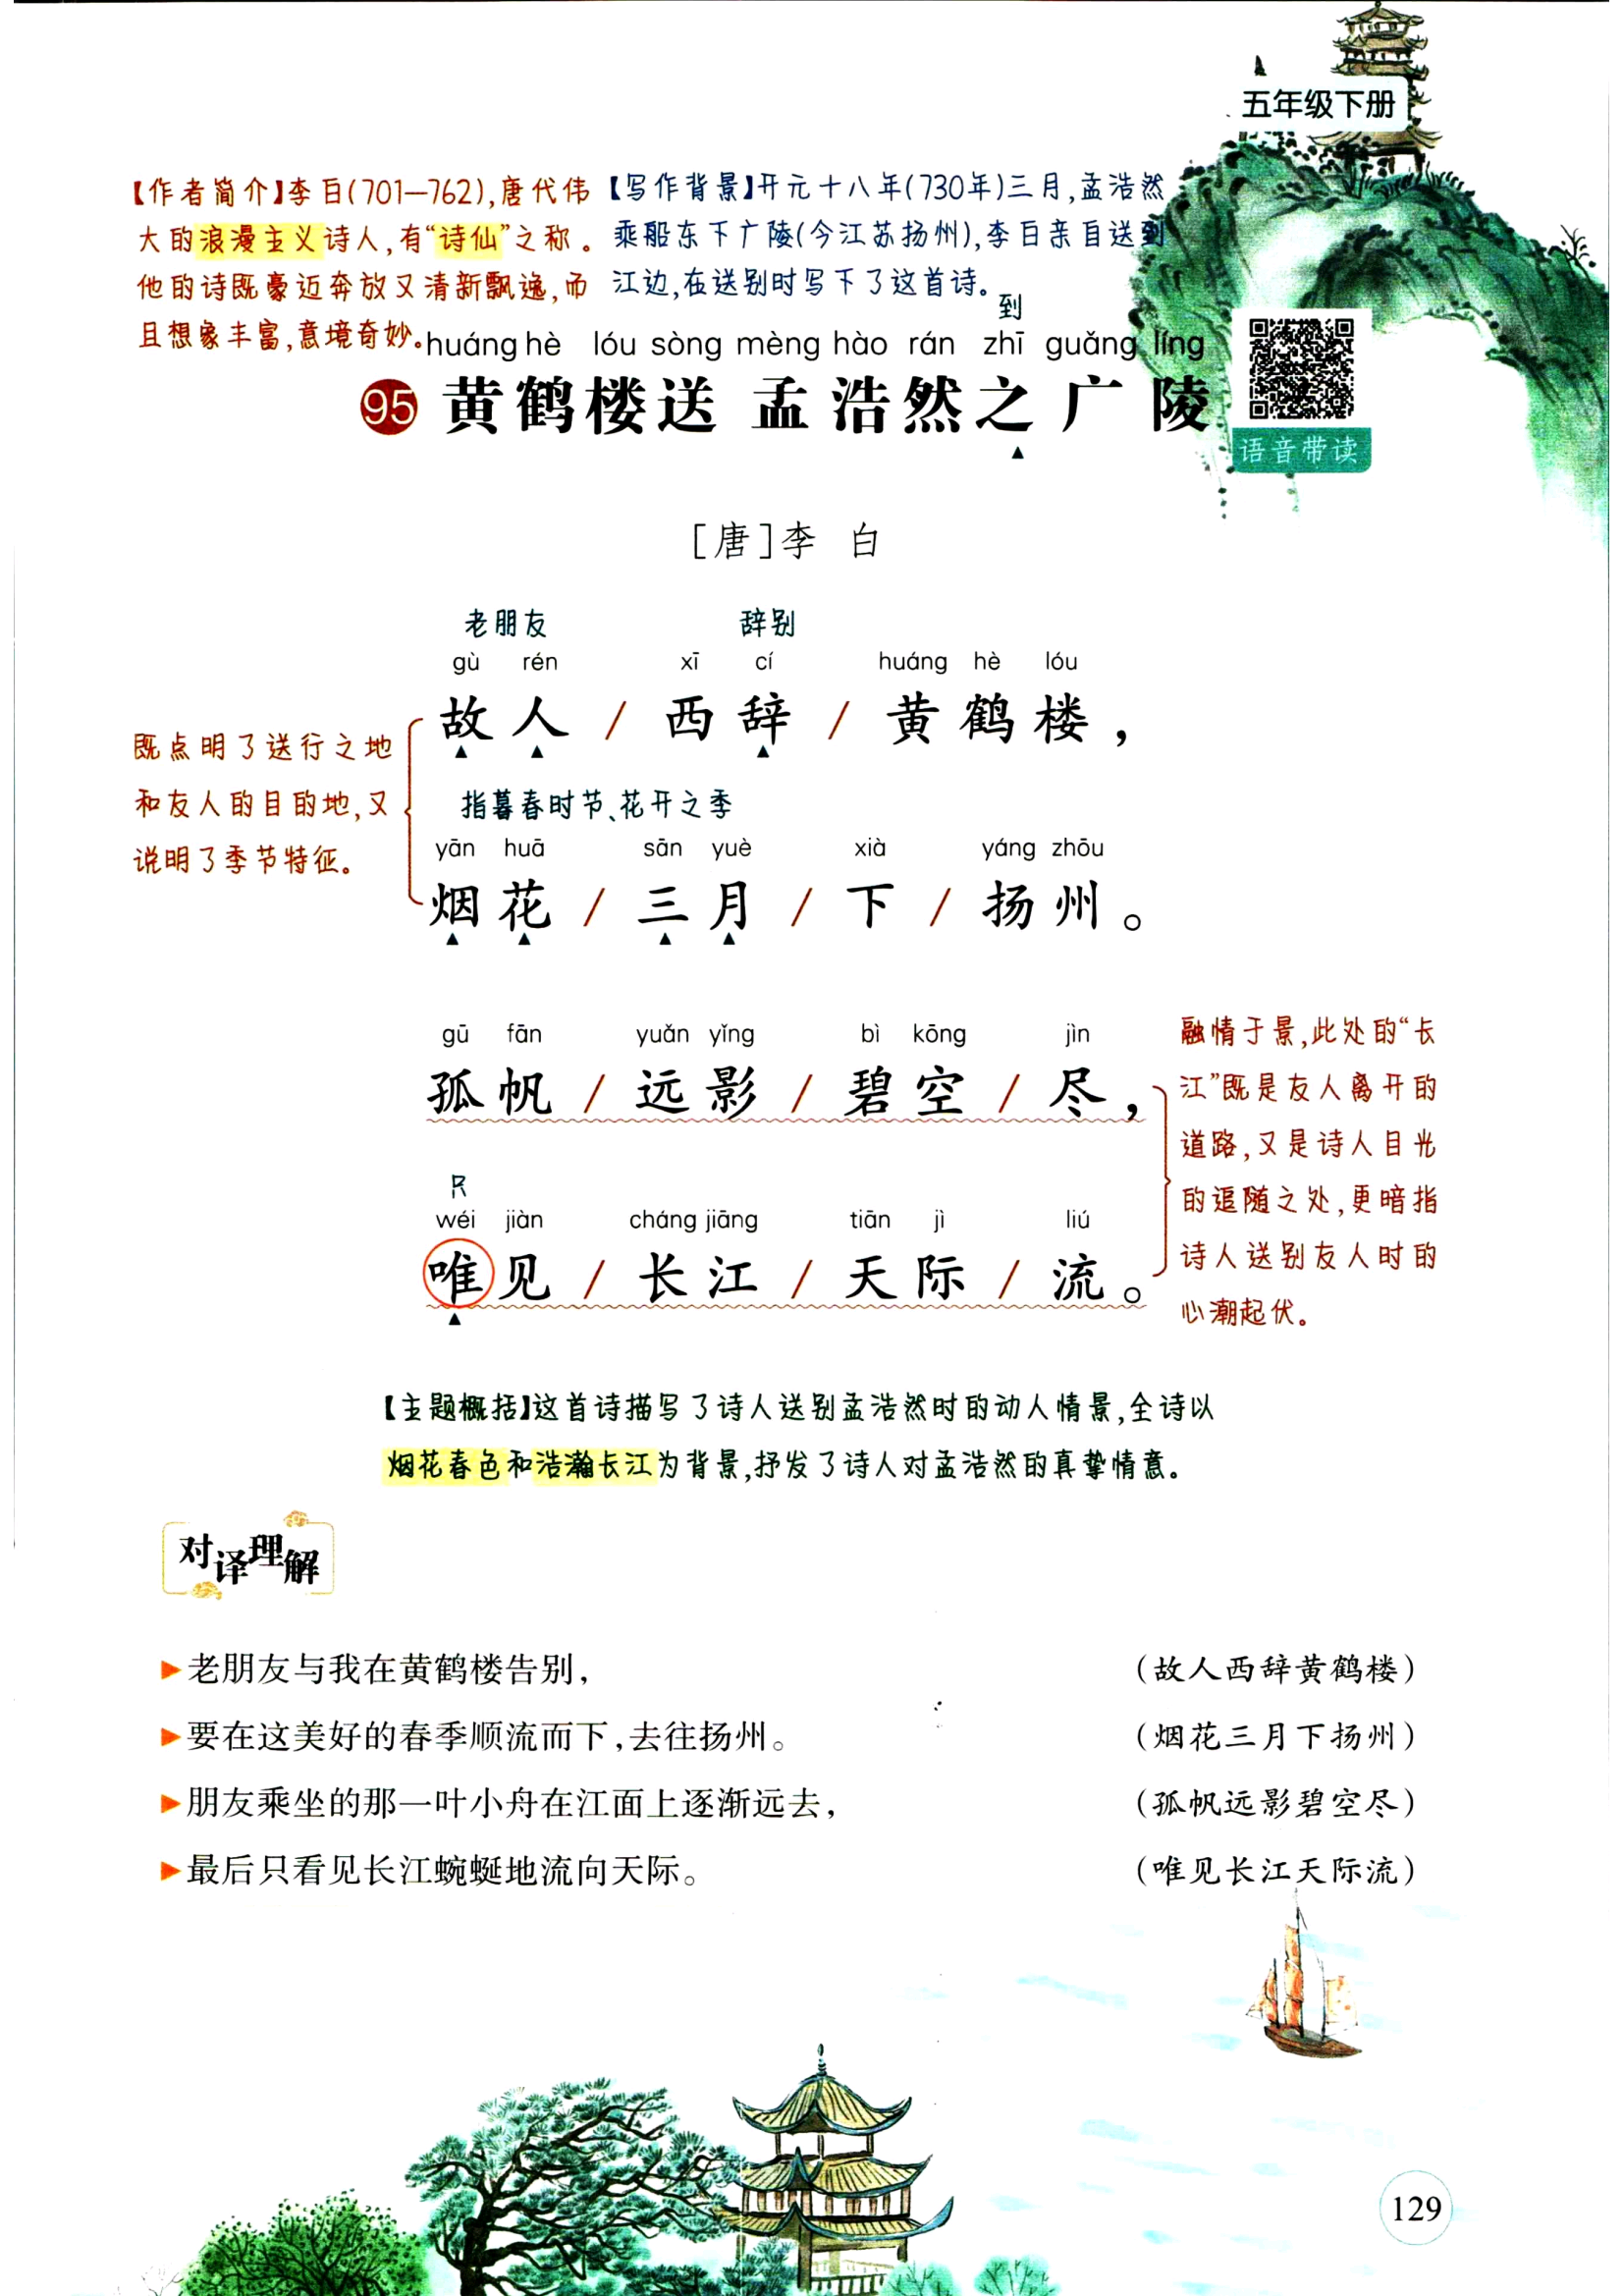 五年级下册
【作者简介】李白(701—762),唐代伟
大的浪漫主义诗人,有“诗仙”之称。
他的诗既豪迈奔放又清新飘逸,而
且想象丰富,意境奇妙。
【写作背景】开元十八年(730年)三月,孟浩然
乘船东下广陵(今江苏扬州),李白亲自送到
江边,在送别时写下了这首诗。
到
huáng hè lóu sòng mèng hào rán zhī guǎng líng
95 黄鹤楼送孟浩然之广陵
语音带读
[唐]李 白
老朋友 辞别
gù rén xī cí huáng hè lóu
故人/西辞/黄鹤楼,
既点明了送行之地
和友人的目的地,又
说明了季节特征。
指暮春时节、花开之季
yān huā sān yuè xià yáng zhōu
烟花/三月/下/扬州。
gū fān yuǎn yǐng bì kōng jìn
孤帆/远影/碧空/尽,
只
wéi jiàn cháng jiāng tiān jì liú
唯见/长江/天际/流。
融情于景,此处的“长
江”既是友人离开的
道路,又是诗人目光
的追随之处,更暗指
诗人送别友人时的
心潮起伏。
【主题概括】这首诗描写了诗人送别孟浩然时的动人情景,全诗以
烟花春色和浩瀚长江为背景,抒发了诗人对孟浩然的真挚情意。
对译理解
▶老朋友与我在黄鹤楼告别, (故人西辞黄鹤楼)
▶要在这美好的春季顺流而下,去往扬州。 (烟花三月下扬州)
▶朋友乘坐的那一叶小舟在江面上逐渐远去, (孤帆远影碧空尽)
▶最后只看见长江蜿蜒地流向天际。 (唯见长江天际流)
129